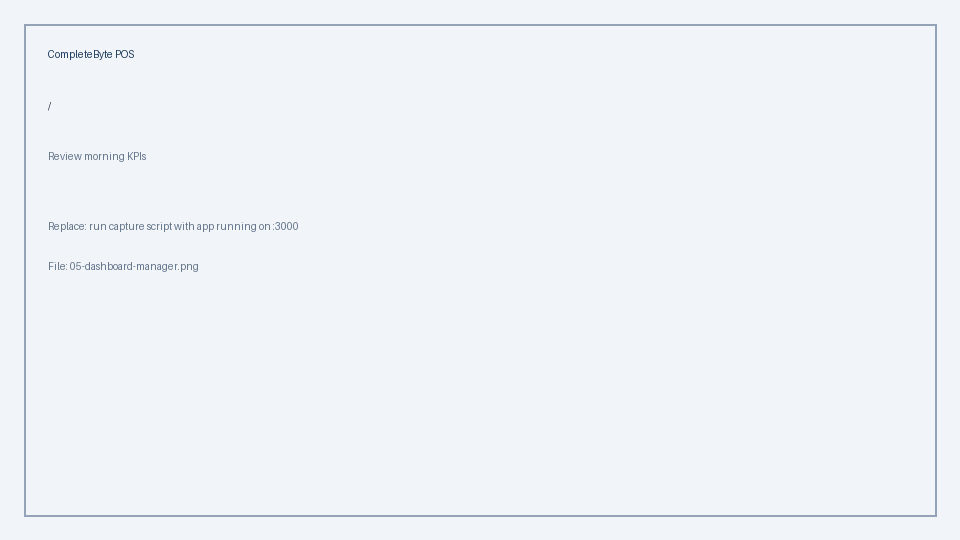 CompleteByte POS
/
Review morning KPIs
Replace: run capture script with app running on :3000
File: 05-dashboard-manager.png